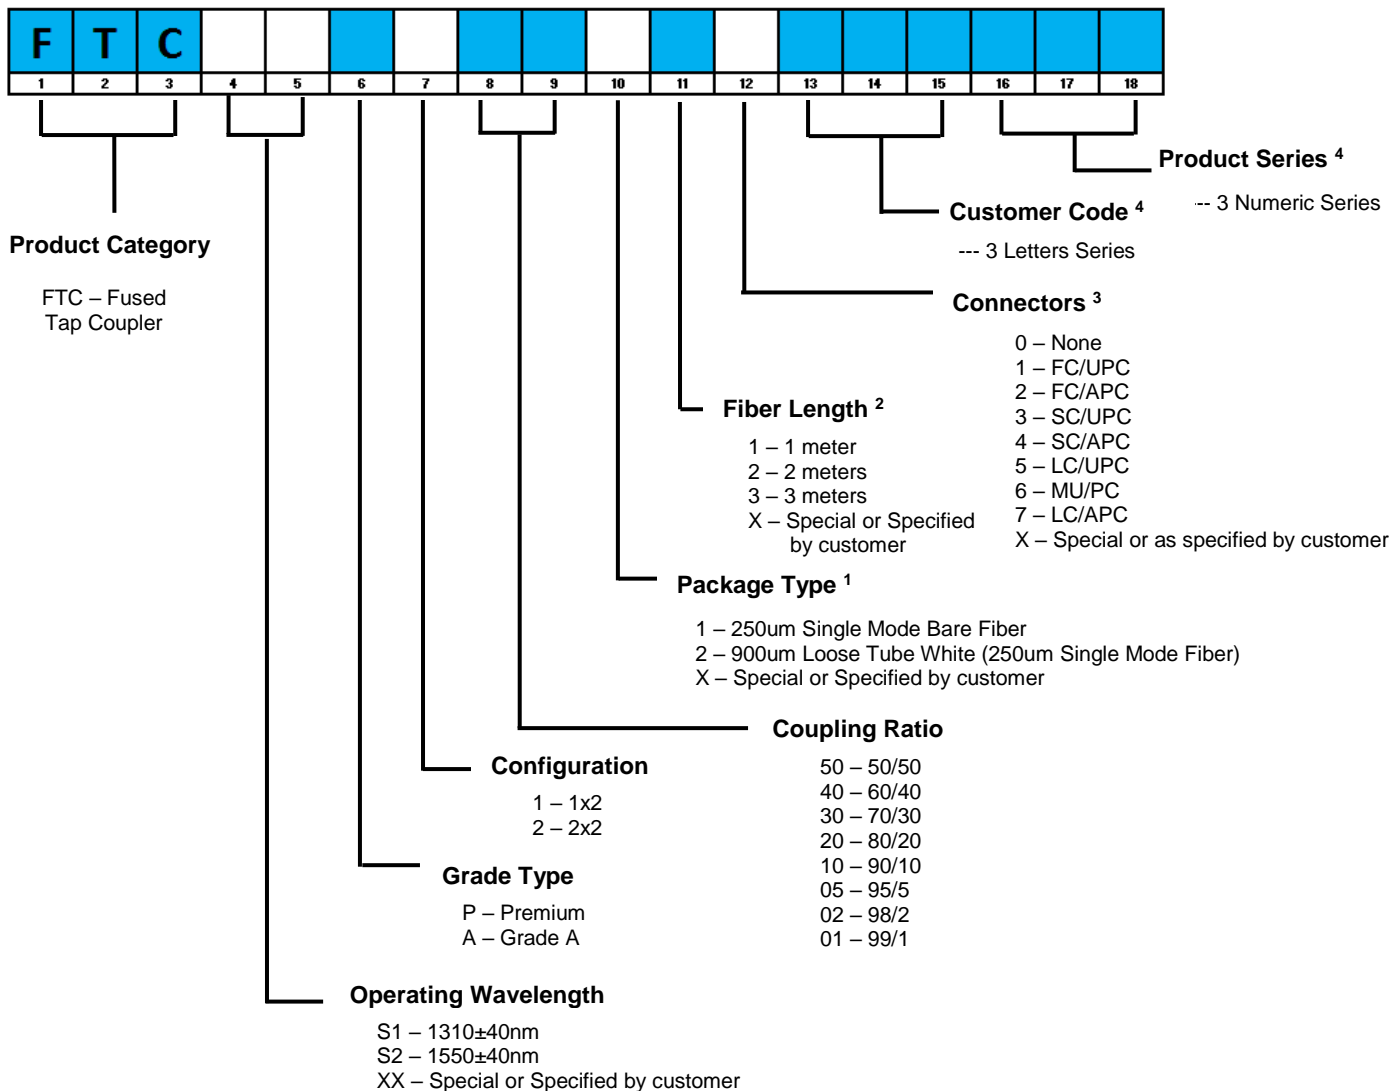 F T C
1 2 3 4 5 6 7 8 9 10 11 12 13 14 15 16 17 18
Product Series 4
-- 3 Numeric Series
Customer Code 4
--- 3 Letters Series
Product Category
FTC – Fused
Tap Coupler
Connectors 3
0 – None
1 – FC/UPC
2 – FC/APC
3 – SC/UPC
4 – SC/APC
5 – LC/UPC
6 – MU/PC
7 – LC/APC
X – Special or as specified by customer
Fiber Length 2
1 – 1 meter
2 – 2 meters
3 – 3 meters
X – Special or Specified
by customer
Package Type 1
1 – 250um Single Mode Bare Fiber
2 – 900um Loose Tube White (250um Single Mode Fiber)
X – Special or Specified by customer
Coupling Ratio
50 – 50/50
40 – 60/40
30 – 70/30
20 – 80/20
10 – 90/10
05 – 95/5
02 – 98/2
01 – 99/1
Configuration
1 – 1x2
2 – 2x2
Grade Type
P – Premium
A – Grade A
Operating Wavelength
S1 – 1310±40nm
S2 – 1550±40nm
XX – Special or Specified by customer